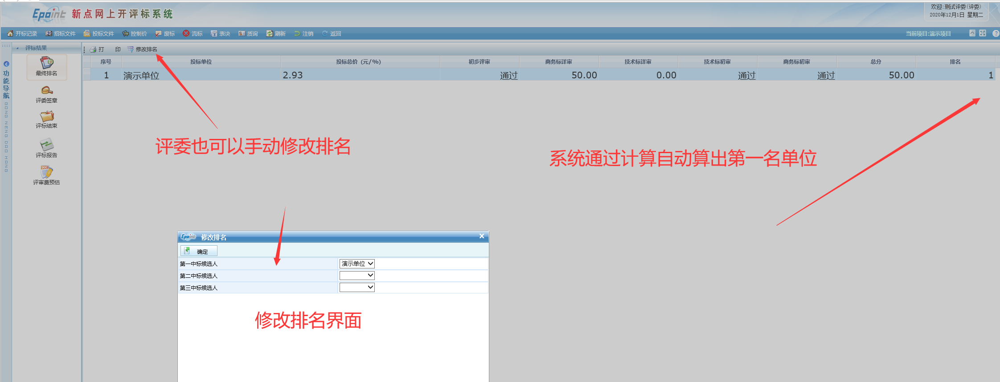 Epoint 新点网上开评标系统
欢迎:测试评委(评委)
2020年12月1日 星期二
开标记录 招标文件 投标文件 控制价 废标 流标 表决 质询 刷新 注销 返回
当前项目:演示项目
功能导航
GONG NENG DAO HANG
评标结果
最终排名
评委签章
评标结束
评标报告
评审费预估
打 印 修改排名
序号 投标单位 投标总价 (元/%) 初步评审 商务标详审 技术标详审 技术标初审 商务标初审 总分 排名
1 演示单位 2.93 通过 50.00 0.00 通过 通过 50.00 1
评委也可以手动修改排名
系统通过计算自动算出第一名单位
Epoint 修改排名
确定
第一中标候选人 演示单位
第二中标候选人
第三中标候选人
修改排名界面